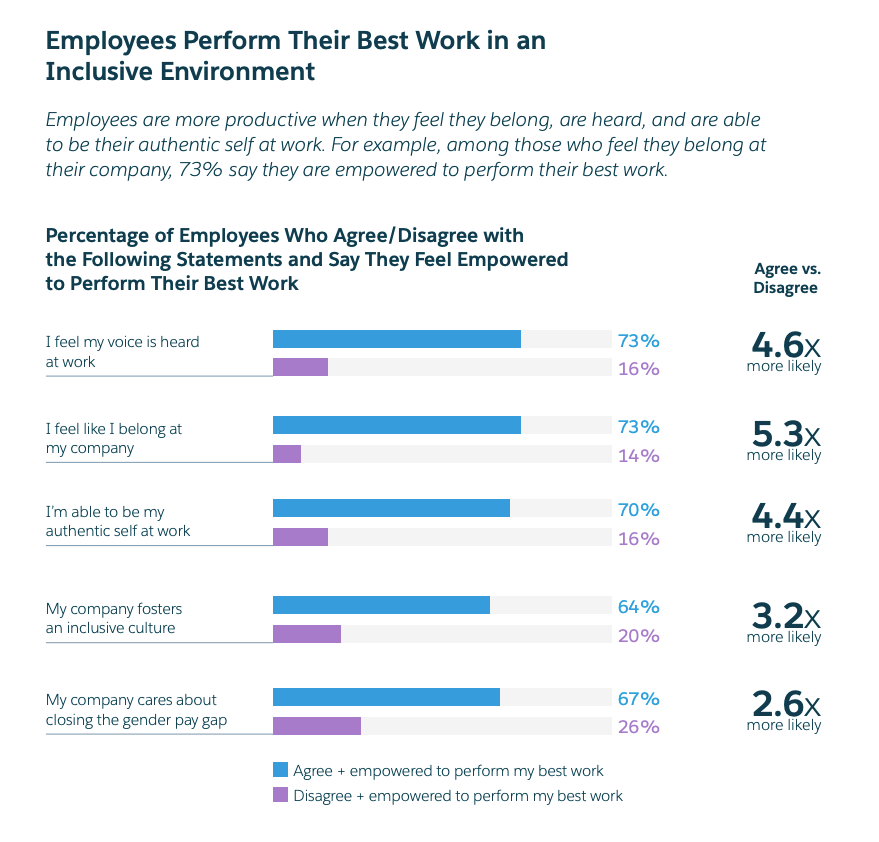 Employees Perform Their Best Work in an
Inclusive Environment
Employees are more productive when they feel they belong, are heard, and are able
to be their authentic self at work. For example, among those who feel they belong at
their company, 73% say they are empowered to perform their best work.
Percentage of Employees Who Agree/Disagree with
the Following Statements and Say They Feel Empowered
to Perform Their Best Work
Agree vs.
Disagree
I feel my voice is heard
at work
73%
16%
4.6X
more likely
I feel like I belong at
my company
73%
14%
5.3X
more likely
I'm able to be my
authentic self at work
70%
16%
4.4X
more likely
My company fosters
an inclusive culture
64%
20%
3.2X
more likely
My company cares about
closing the gender pay gap
67%
26%
2.6X
more likely
Agree + empowered to perform my best work
Disagree + empowered to perform my best work